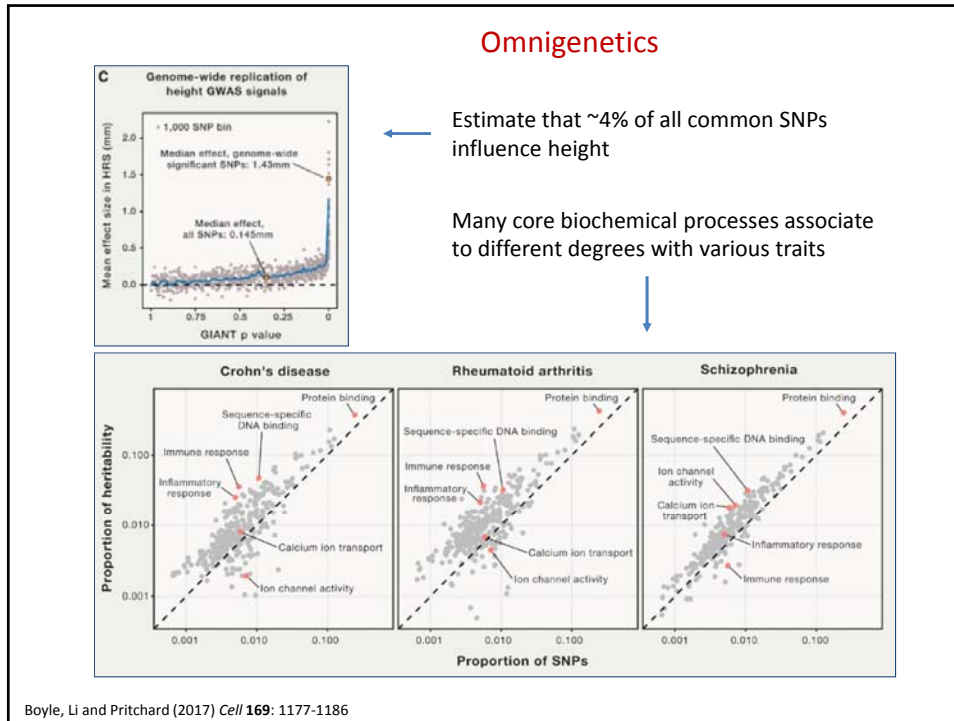 Omnigenetics
C Genome-wide replication of
height GWAS signals
Mean effect size in HRS (mm)
2.0
1.5
1.0
0.5
0.0
1,000 SNP bin
Median effect, genome-wide
significant SNPs: 1.43mm
Median effect,
all SNPs: 0.145mm
1 0.75 0.5 0.25 0
GIANT p value
Estimate that ~4% of all common SNPs
influence height
Many core biochemical processes associate
to different degrees with various traits
Crohn's disease
Rheumatoid arthritis
Schizophrenia
Proportion of heritability
0.100
0.010
0.001
Protein binding
Sequence-specific
DNA binding
Immune response
Inflammatory
response
Calcium ion transport
Ion channel activity
0.001 0.010 0.100
Protein binding
Sequence-specific DNA binding
Immune response
Inflammatory
response
Calcium ion transport
Ion channel activity
0.001 0.010 0.100
Protein binding
Sequence-specific
DNA binding
Ion channel
activity
Calcium ion
transport
Inflammatory response
Immune response
0.001 0.010 0.100
Proportion of SNPs
Boyle, Li and Pritchard (2017) Cell 169: 1177-1186